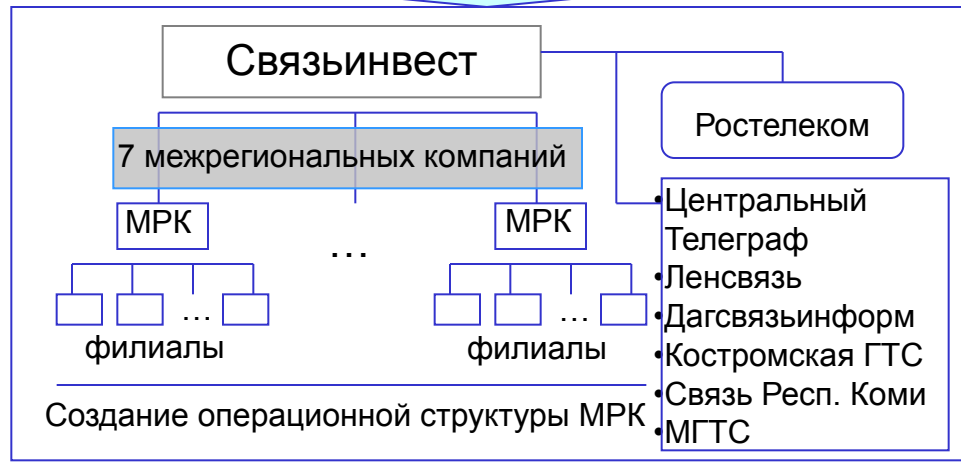 Связьинвест
Ростелеком
7 межрегиональных компаний
МРК
МРК
…
…
…
филиалы
филиалы
Создание операционной структуры МРК
•Центральный
Телеграф
•Ленсвязь
•Дагсвязьинформ
•Костромская ГТС
•Связь Респ. Коми
•МГТС